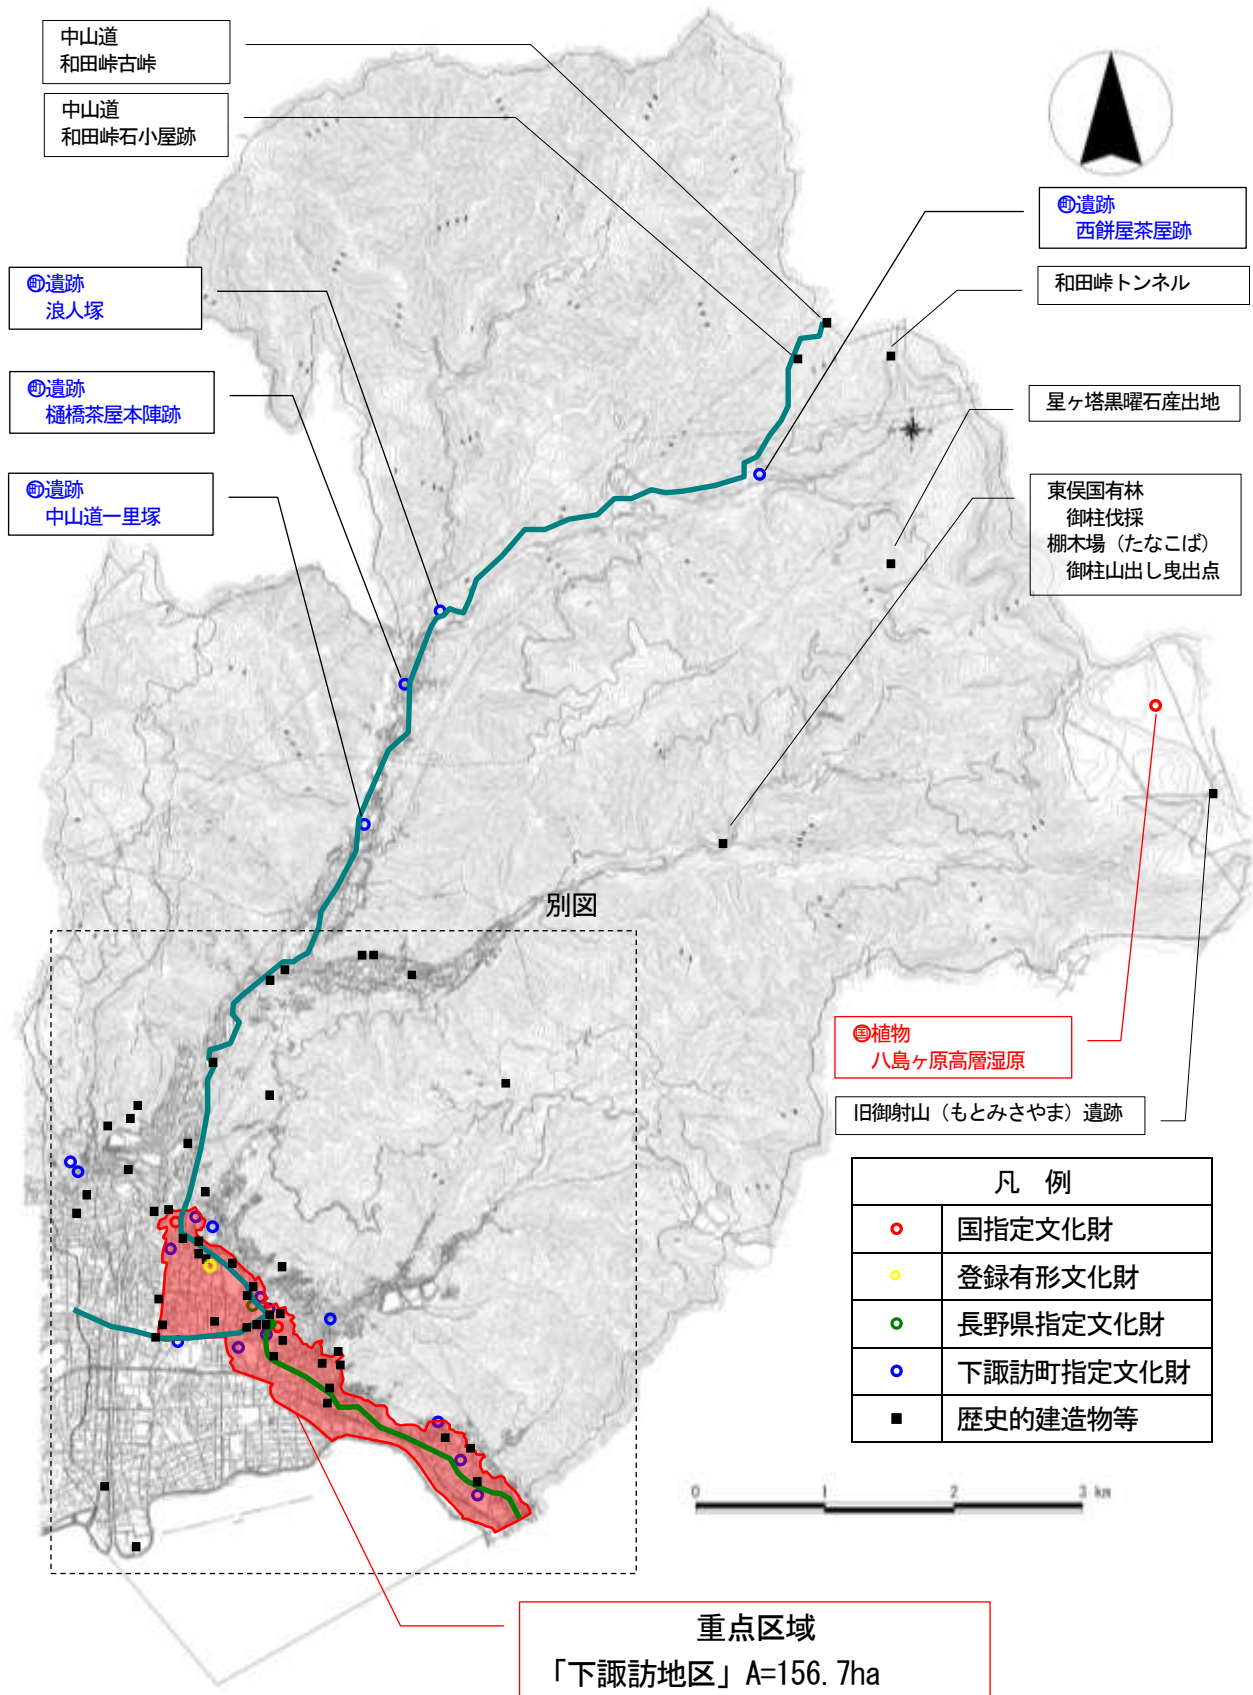 中山道
和田峠古峠
中山道
和田峠石小屋跡
㊥遺跡
西餅屋茶屋跡
和田峠トンネル
町遺跡
浪人塚
町遺跡
樋橋茶屋本陣跡
星ヶ塔黒曜石産出地
町遺跡
中山道一里塚
東俣国有林
御柱伐採
棚木場（たなこば）
御柱山出し曳出点
別図
国植物
八島ヶ原高層湿原
旧御射山（もとみさやま）遺跡
凡 例
国指定文化財
登録有形文化財
長野県指定文化財
下諏訪町指定文化財
歴史的建造物等
0 1 2 3 km
重点区域
「下諏訪地区」A=156.7ha